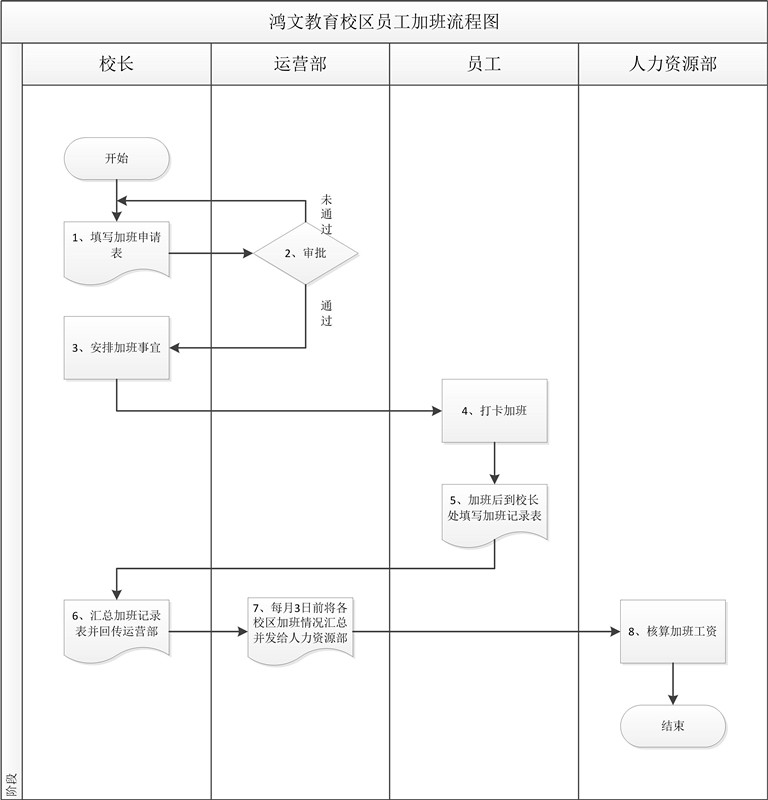 鸿文教育校区员工加班流程图
校长
运营部
员工
人力资源部
开始
未
通
过
1、填写加班申请
表
2、审批
通
过
3、安排加班事宜
4、打卡加班
5、加班后到校长
处填写加班记录表
6、汇总加班记录
表并回传运营部
7、每月3日前将各
校区加班情况汇总
并发给人力资源部
8、核算加班工资
结束
阶段